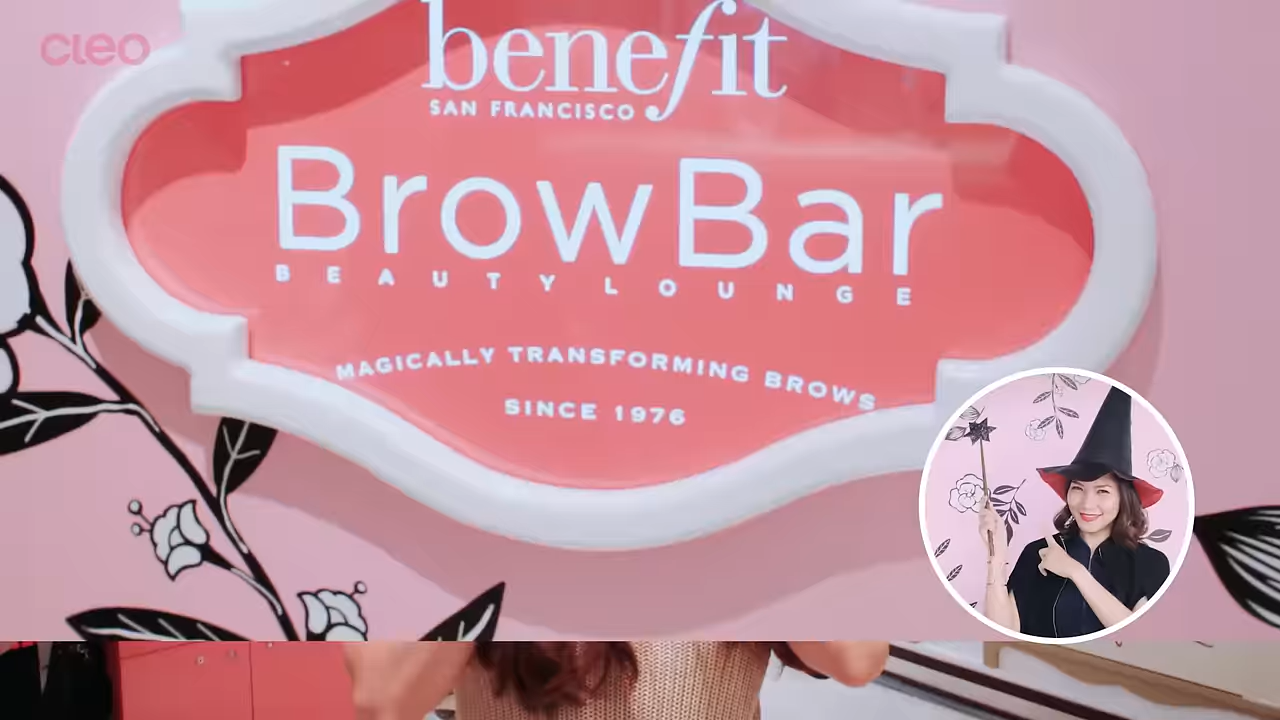 cleo
benefit
SAN FRANCISCO
BrowBar
BEAUTY LOUNGE
MAGICALLY TRANSFORMING BROWS
SINCE 1976